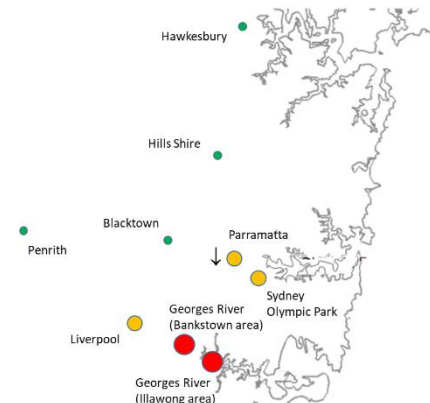 Hawkesbury
Hills Shire
Blacktown
Penrith
Parramatta
Sydney
Olympic Park
Georges River
(Bankstown area)
Liverpool
Georges River
(Illawong area)